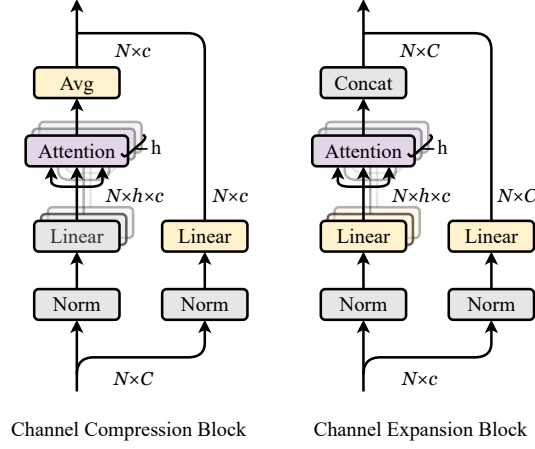 N×c
Avg
Attention
h
N×h×c
N×c
Linear
Linear
Norm
Norm
N×C
Channel Compression Block
N×C
Concat
Attention
h
N×h×c
N×C
Linear
Linear
Norm
Norm
N×c
Channel Expansion Block